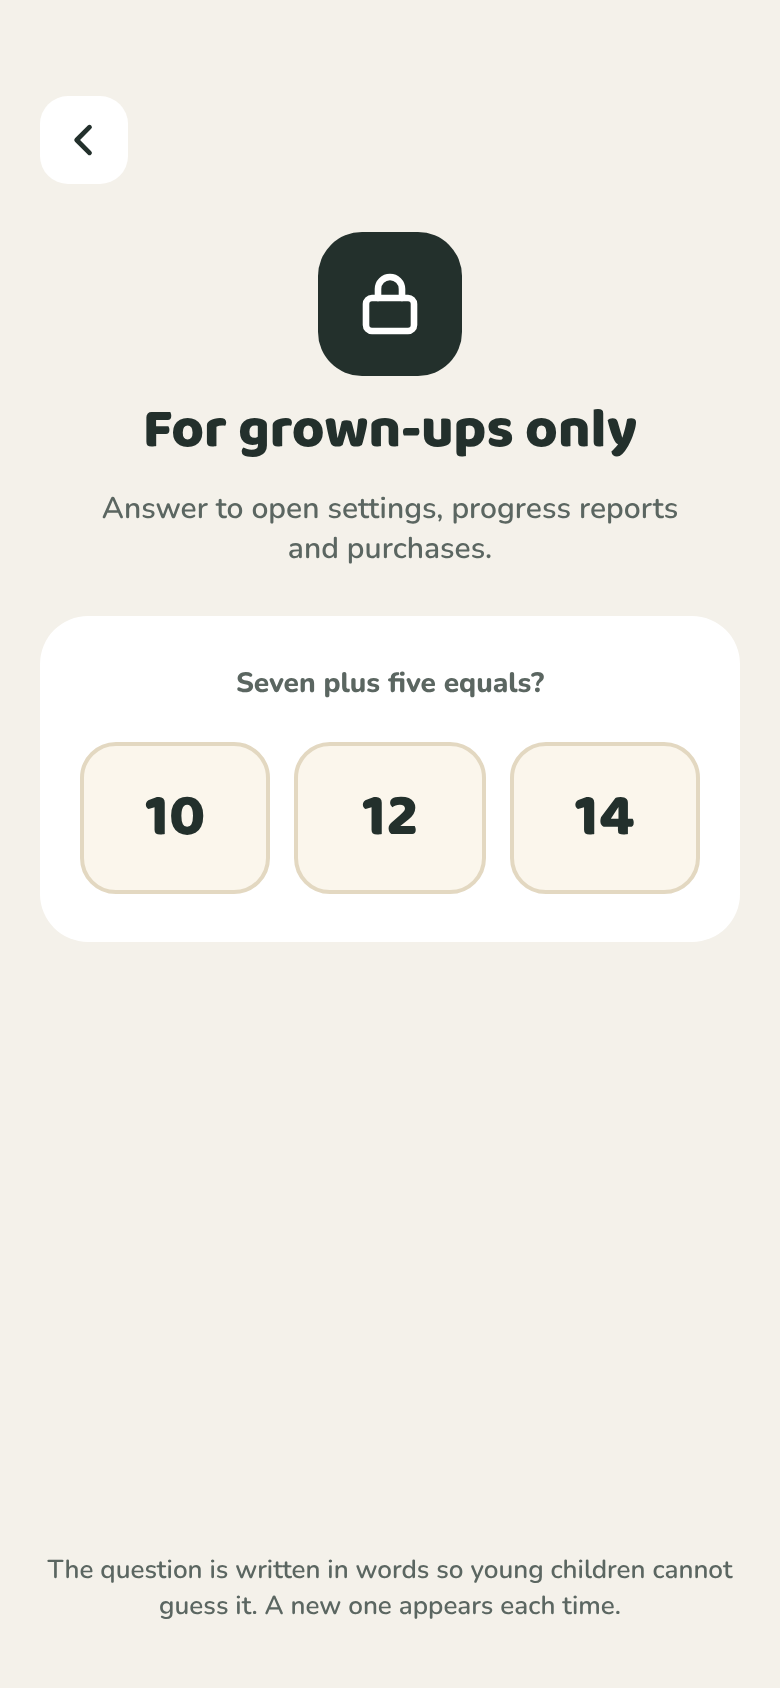 For grown-ups only
Answer to open settings, progress reports
and purchases.
Seven plus five equals?
10 12 14
The question is written in words so young children cannot
guess it. A new one appears each time.